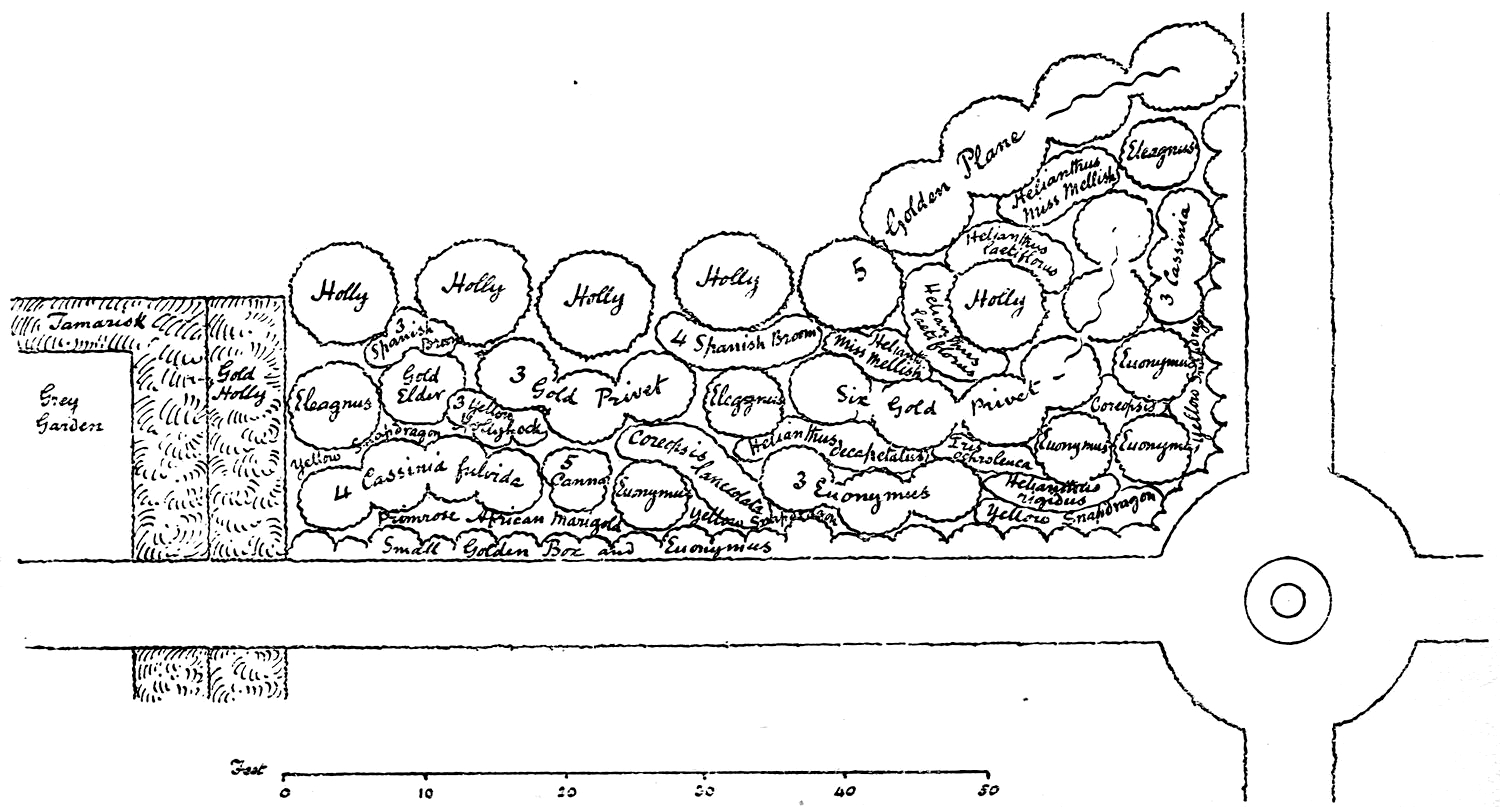 Golden Plane
Eleagnus
Helianthus
Miss Mellish
3 Cassinia
Helianthus
Laetiflorus
Holly
Holly
Holly
Holly
5
Helianthus
Laetiflorus
Holly
Tamarisk
3
Spanish
Broom
4 Spanish Broom
Helianth
Miss Mellish
Gold
Holly
Grey
Garden
Eleagnus
Gold
Elder
3
Gold Privet
Eleagnus
Six Gold Privet
Euonymus
Coreopsis
Yellow Snapdragon
3 Yellow
Hollyhock
Yellow Snapdragon
Coreopsis lanceolata
Helianthus decapetalus
Iris
Ochroleuca
Euonymus
Euonymus
4 Cassinia fulvida
5
Canna
Euonymus
3 Euonymus
Helianthus
rigidus
Yellow Snapdragon
Primrose African Marigold
Yellow Snapdragon
Small Golden Box and Euonymus
Feet
0 10 20 30 40 50